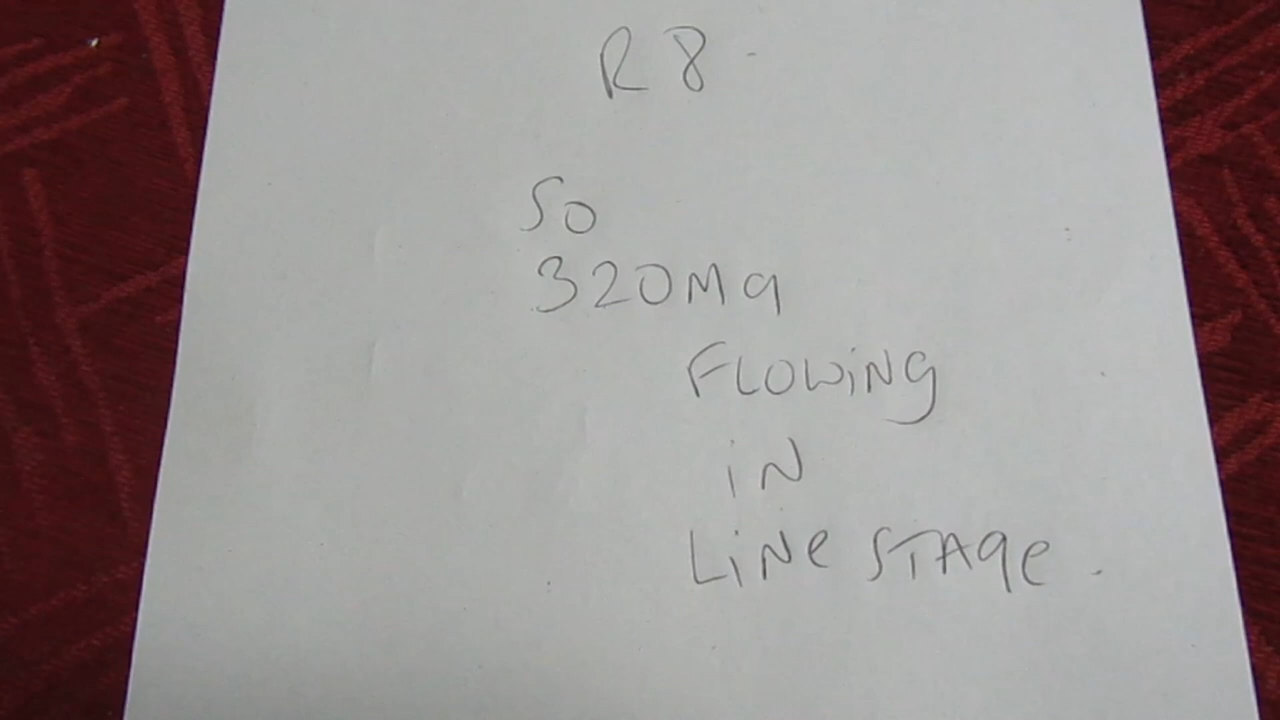 R8-
So
320Ma
FLOWiNg
iN
LiNe STAge.